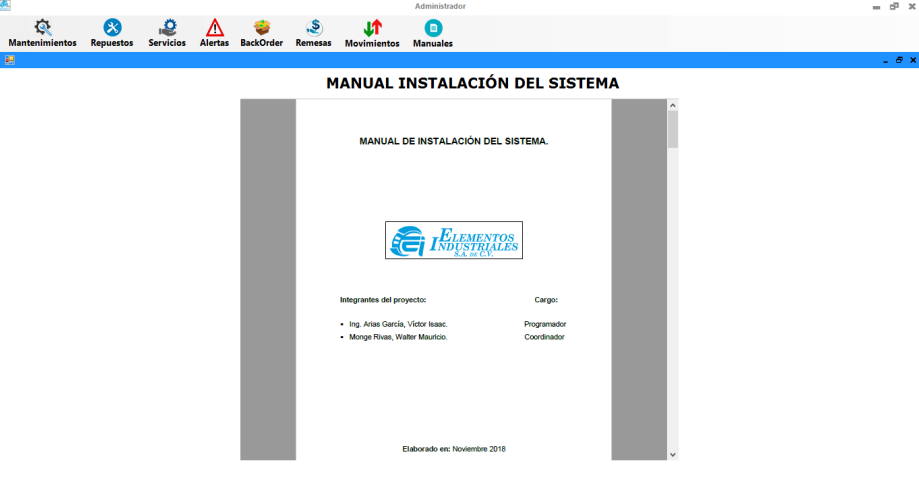 Administrador
Mantenimientos Repuestos Servicios Alertas BackOrder Remesas Movimientos Manuales
MANUAL INSTALACIÓN DEL SISTEMA
MANUAL DE INSTALACIÓN DEL SISTEMA.
ELEMENTOS
INDUSTRIALES
S.A. DE C.V.
Integrantes del proyecto: Cargo:
• Ing. Arias García, Víctor Isaac. Programador
• Monge Rivas, Walter Mauricio. Coordinador
Elaborado en: Noviembre 2018